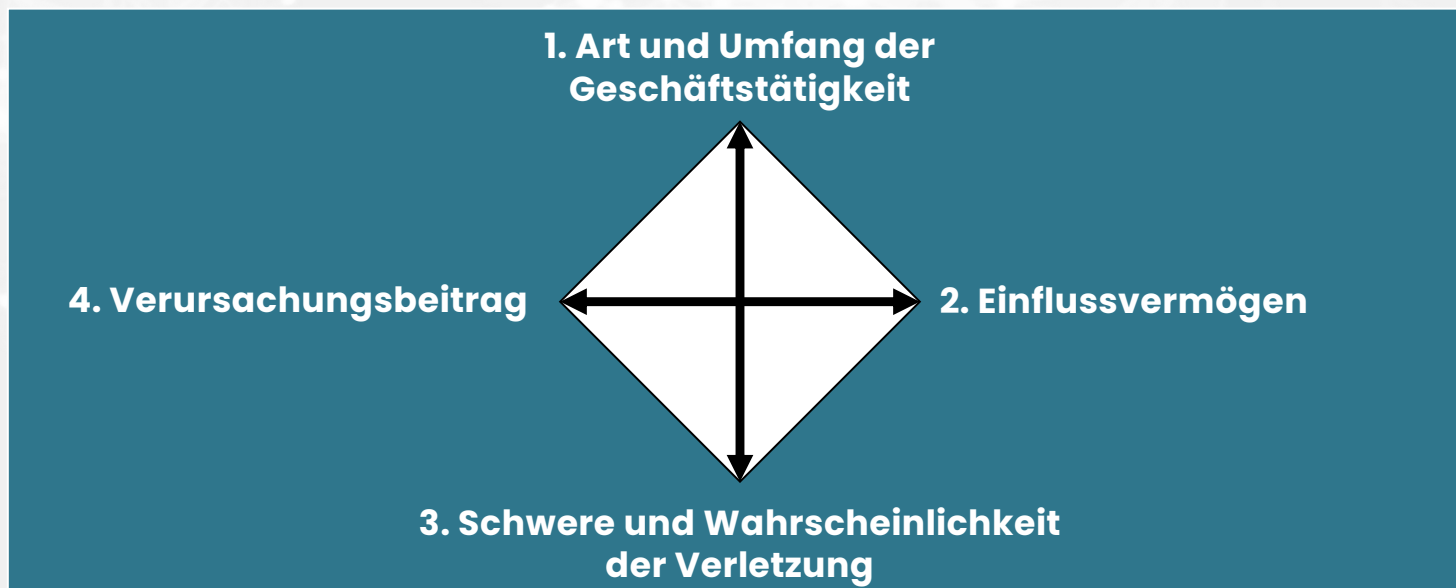 1. Art und Umfang der
Geschäftstätigkeit
4. Verursachungsbeitrag
2. Einflussvermögen
3. Schwere und Wahrscheinlichkeit
der Verletzung